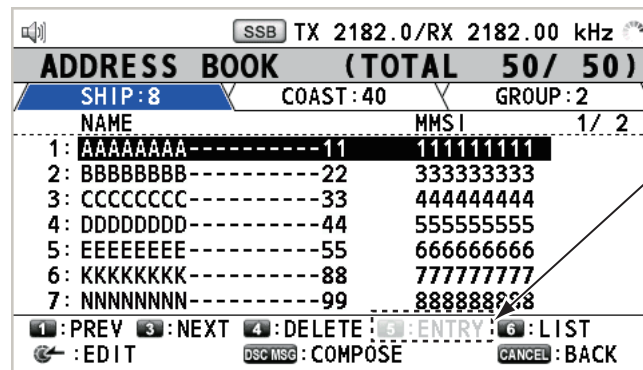 SSB TX 2182.0/RX 2182.00 kHz
ADDRESS BOOK (TOTAL 50/ 50)
SHIP:8 COAST:40 GROUP:2
NAME MMSI 1/ 2
1: AAAAAAAA----------11 111111111
2: BBBBBBBB----------22 333333333
3: CCCCCCCC----------33 444444444
4: DDDDDDDD----------44 555555555
5: EEEEEEEE----------55 666666666
6: KKKKKKKK----------88 777777777
7: NNNNNNNN----------99 888888888
1:PREV 3:NEXT 4:DELETE 5:ENTRY 6:LIST
:EDIT DSC MSG:COMPOSE CANCEL:BACK